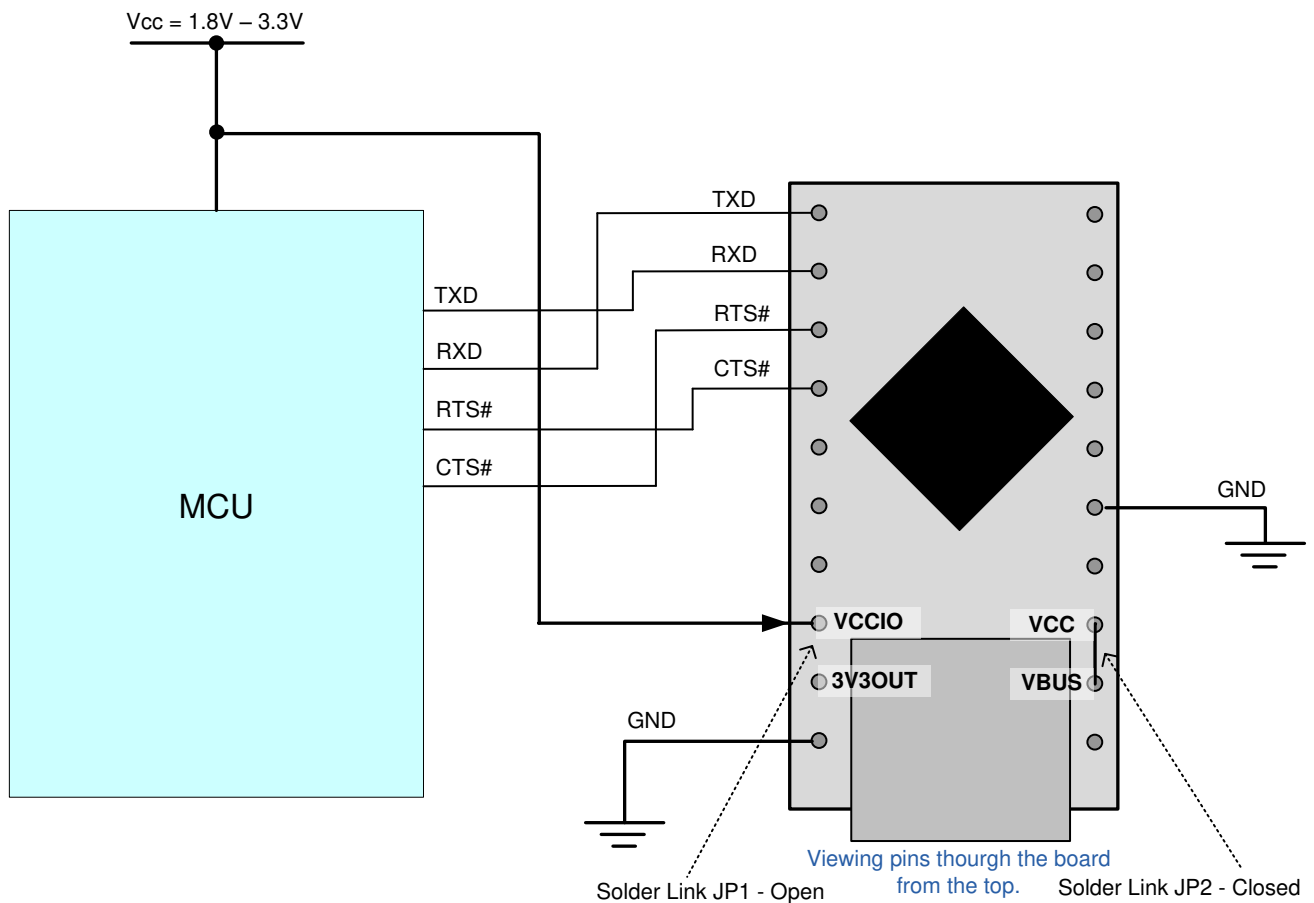 Vcc = 1.8V – 3.3V
TXD
RXD
RTS#
CTS#
TXD
RXD
RTS#
CTS#
MCU
GND
VCCIO
VCC
3V3OUT
VBUS
GND
Viewing pins thourgh the board
from the top.
Solder Link JP1 - Open
Solder Link JP2 - Closed